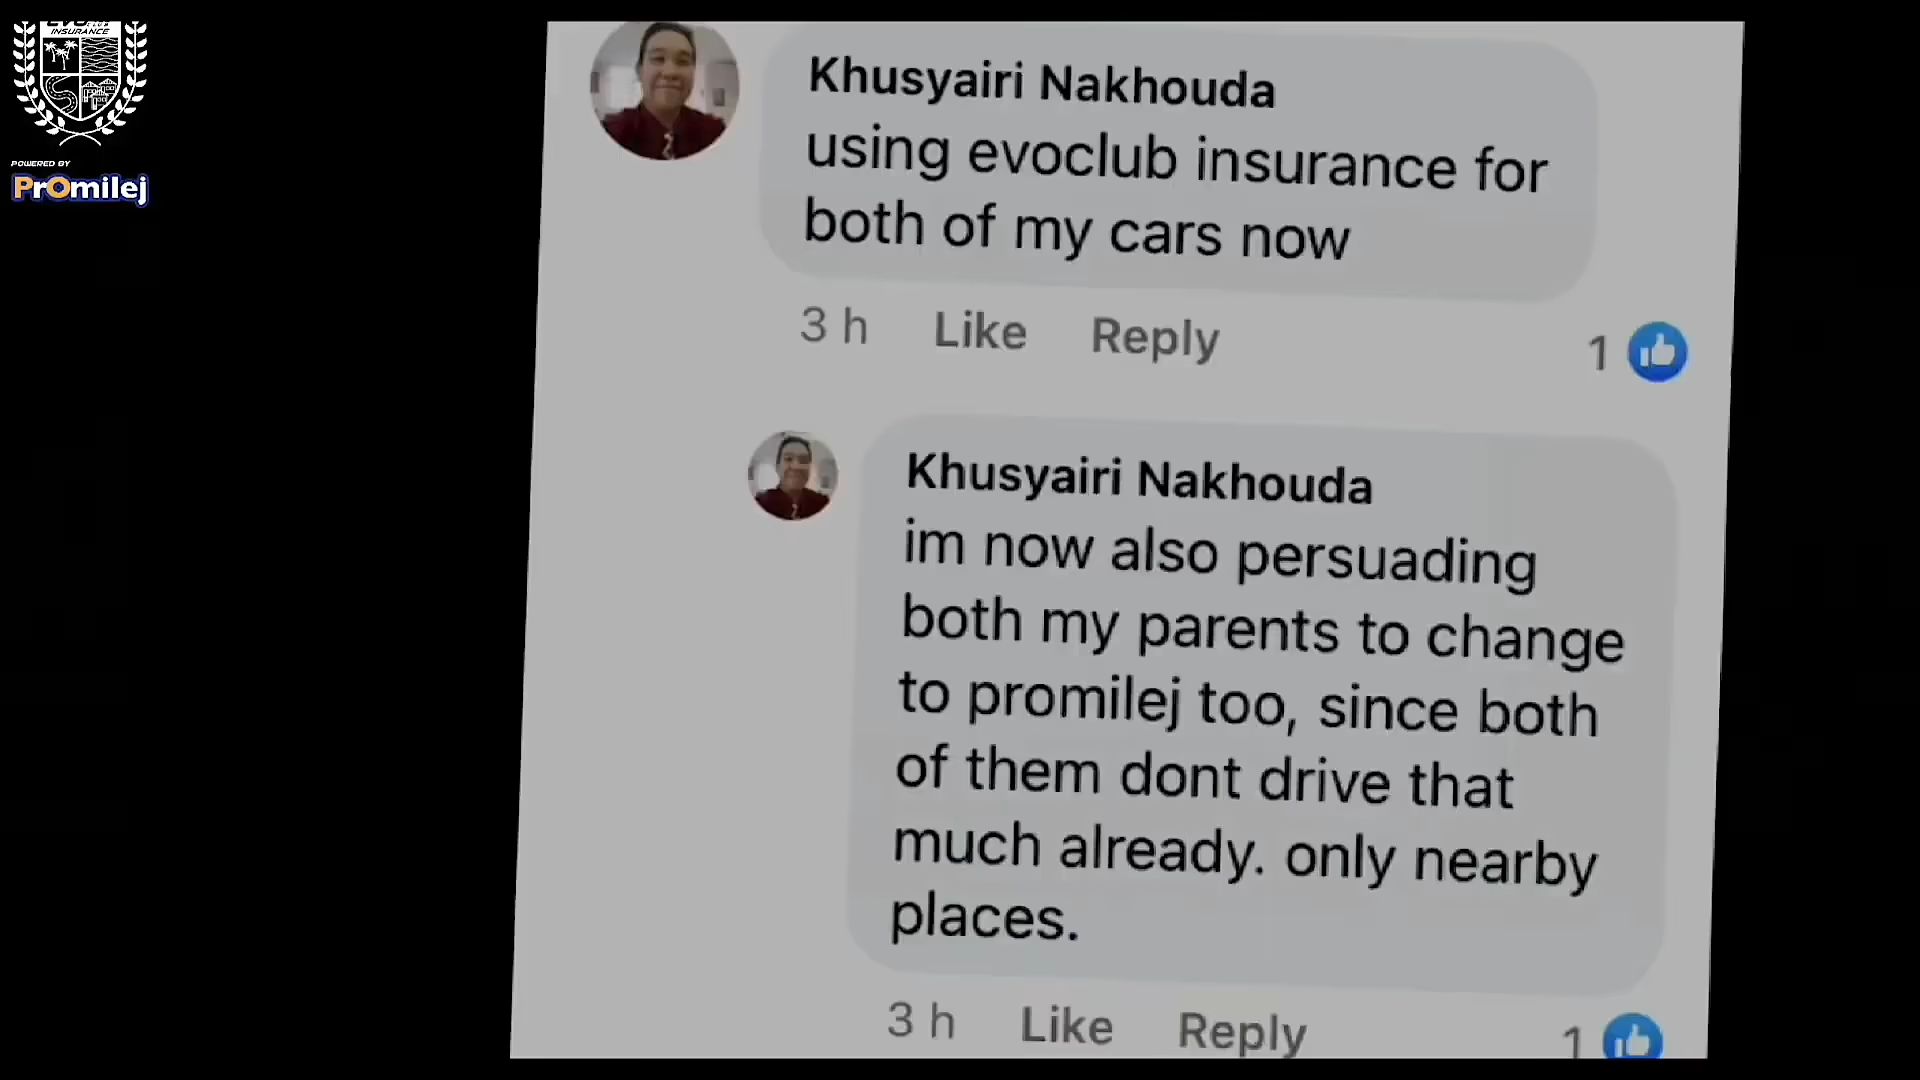 INSURANCE
POWERED BY
PrOmilej
Khusyairi Nakhouda
using evoclub insurance for
both of my cars now
3 h Like Reply 1
Khusyairi Nakhouda
im now also persuading
both my parents to change
to promilej too, since both
of them dont drive that
much already. only nearby
places.
3 h Like Reply 1